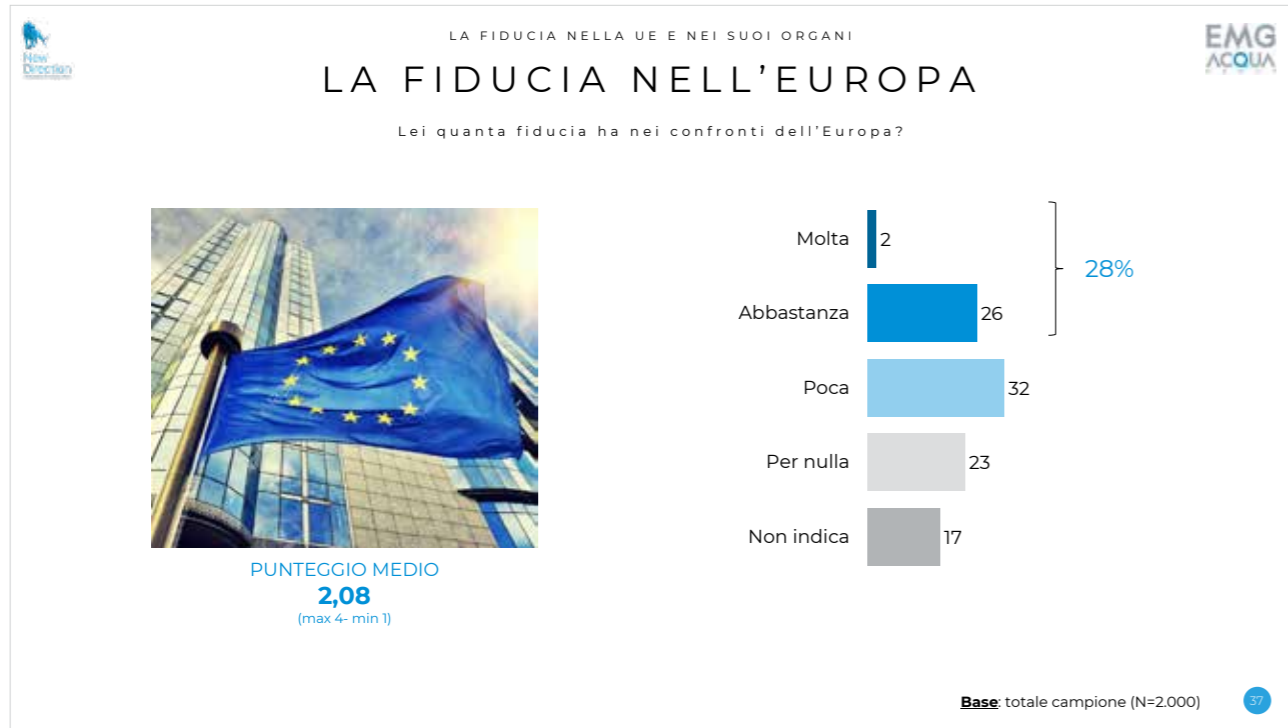 New
Direction
LA FIDUCIA NELLA UE E NEI SUOI ORGANI
LA FIDUCIA NELL'EUROPA
Lei quanta fiducia ha nei confronti dell'Europa?
EMG
ACQUA
Molta 2
Abbastanza 26
28%
Poca 32
Per nulla 23
Non indica 17
PUNTEGGIO MEDIO
2,08
(max 4- min 1)
Base: totale campione (N=2.000)
37